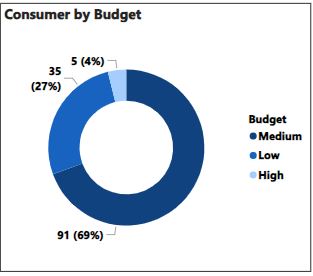 Consumer by Budget
5 (4%)
35
(27%)
91 (69%)
Budget
Medium
Low
High